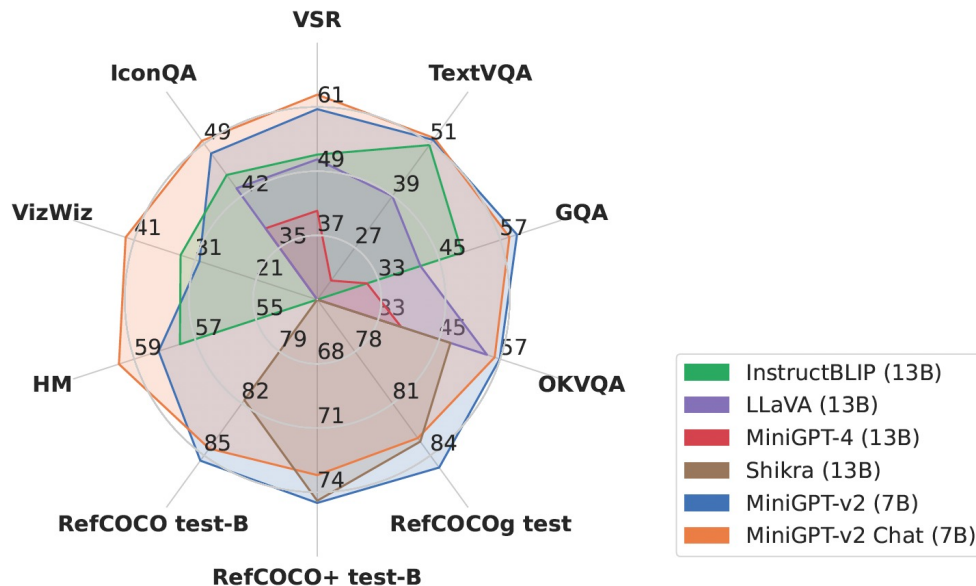 VSR
IconQA
TextVQA
61
49
51
49
42
39
VizWiz
GQA
41
37
57
31
35
27
45
21
33
55
33
57
79
78
45
59
68
57
HM
OKVQA
82
81
71
85
84
74
RefCOCO test-B
RefCOCOg test
RefCOCO+ test-B
InstructBLIP (13B)
LLaVA (13B)
MiniGPT-4 (13B)
Shikra (13B)
MiniGPT-v2 (7B)
MiniGPT-v2 Chat (7B)